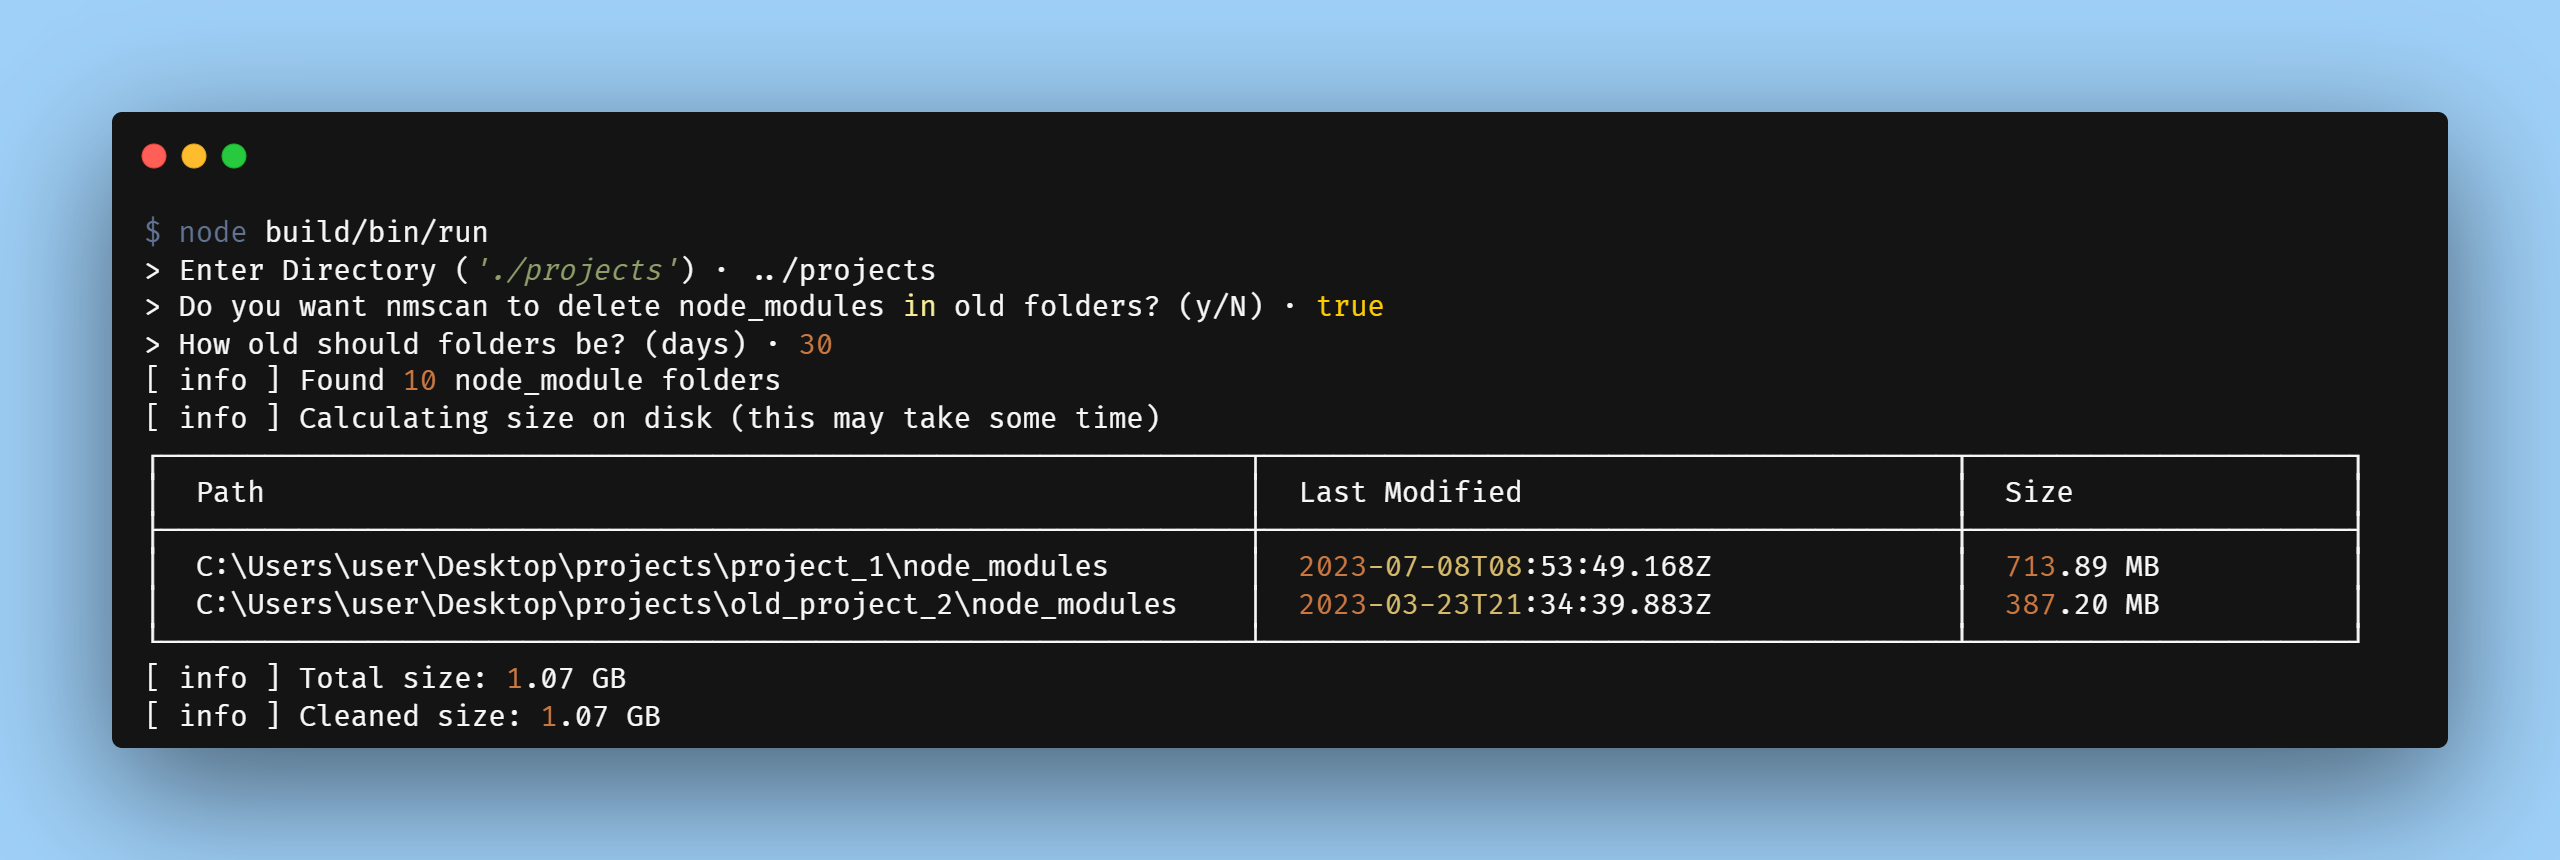 $ node build/bin/run
> Enter Directory ('./projects') · ../projects
> Do you want nmscan to delete node_modules in old folders? (y/N) · true
> How old should folders be? (days) · 30
[ info ] Found 10 node_module folders
[ info ] Calculating size on disk (this may take some time)
Path Last Modified Size
C:\Users\user\Desktop\projects\project_1\node_modules 2023-07-08T08:53:49.168Z 713.89 MB
C:\Users\user\Desktop\projects\old_project_2\node_modules 2023-03-23T21:34:39.883Z 387.20 MB
[ info ] Total size: 1.07 GB
[ info ] Cleaned size: 1.07 GB